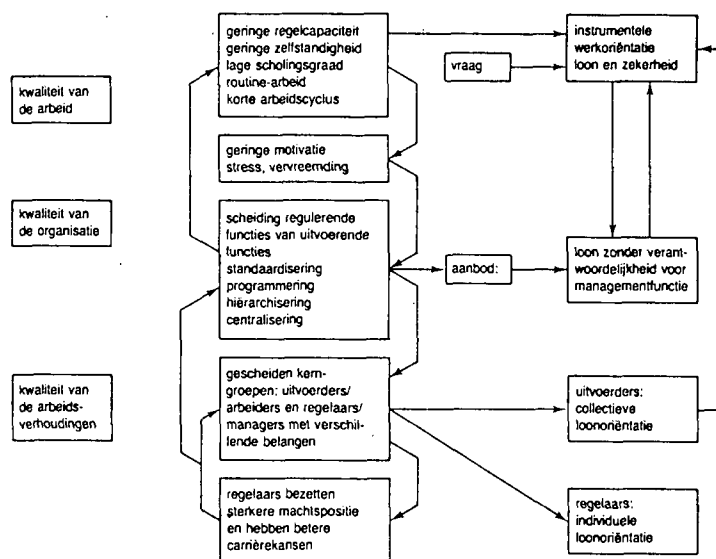 kwaliteit van
de arbeid
kwaliteit van
de organisatie
kwaliteit van
de arbeids-
verhoudingen
geringe regelcapaciteit
geringe zelfstandigheid
lage scholingsgraad
routine-arbeid
korte arbeidscyclus
geringe motivatie
stress, vervreemding
scheiding regulerende
functies van uitvoerende
functies
standaardisering
programmering
hiërarchisering
centralisering
gescheiden kern-
groepen: uitvoerders/
arbeiders en regelaars/
managers met verschil-
lende belangen
regelaars bezetten
sterkere machtspositie
en hebben betere
carrièrekansen
vraag
aanbod:
instrumentele
werkoriëntatie
loon en zekerheid
loon zonder verant-
woordelijkheid voor
managementfunctie
uitvoerders:
collectieve
loonoriëntatie
regelaars:
individuele
loonoriëntatie